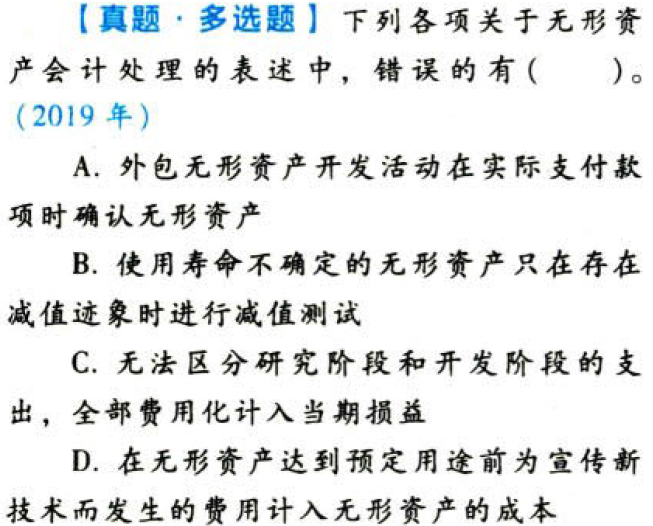 【真题·多选题】下列各项关于无形资
产会计处理的表述中，错误的有(　　)。
(2019年)
A. 外包无形资产开发活动在实际支付款
项时确认无形资产
B. 使用寿命不确定的无形资产只在存在
减值迹象时进行减值测试
C. 无法区分研究阶段和开发阶段的支
出，全部费用化计入当期损益
D. 在无形资产达到预定用途前为宣传新
技术而发生的费用计入无形资产的成本